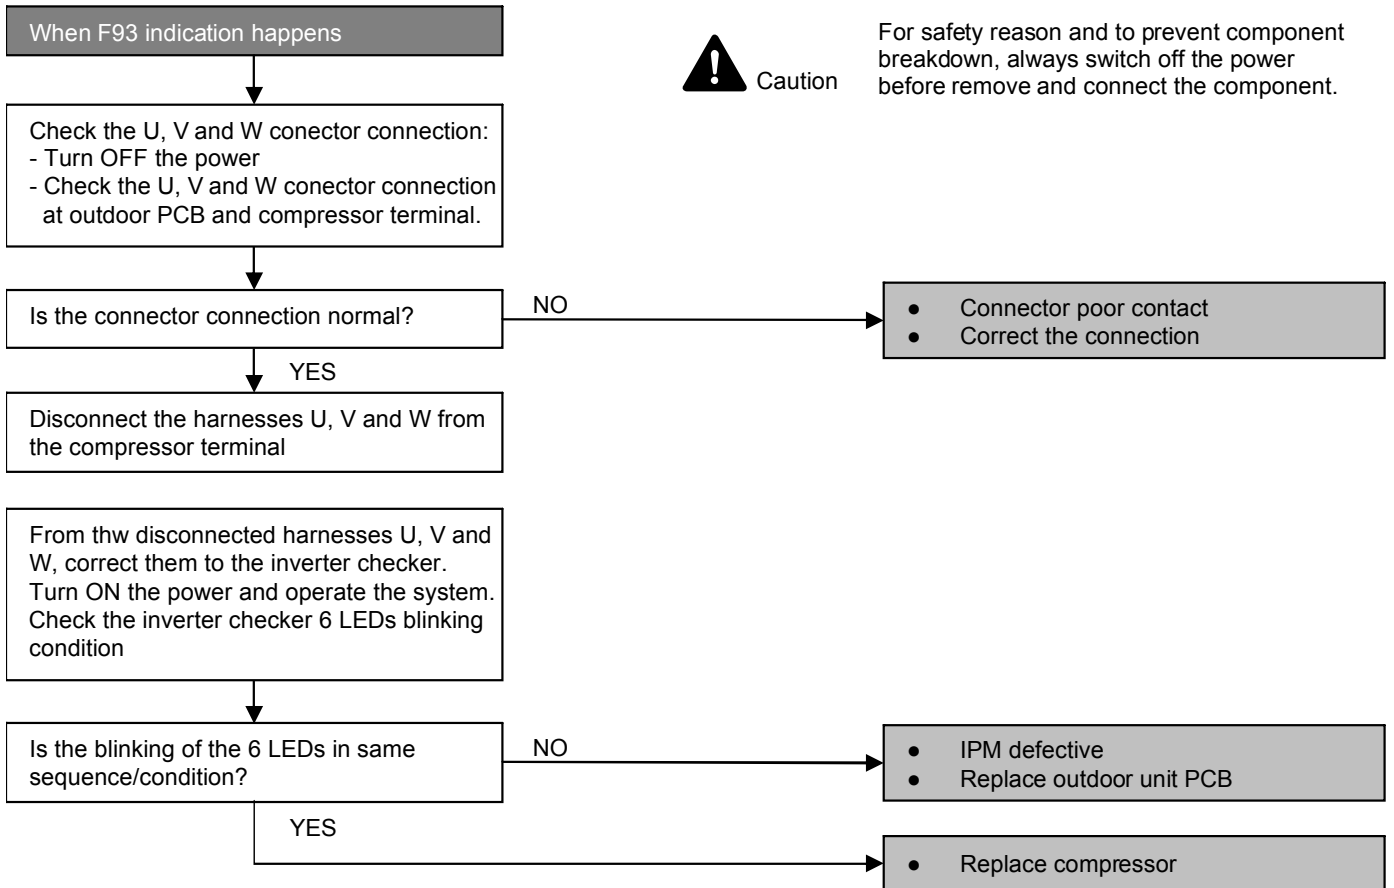 When F93 indication happens
Caution
For safety reason and to prevent component
breakdown, always switch off the power
before remove and connect the component.
Check the U, V and W conector connection:
- Turn OFF the power
- Check the U, V and W conector connection
at outdoor PCB and compressor terminal.
Is the connector connection normal?
NO
● Connector poor contact
● Correct the connection
YES
Disconnect the harnesses U, V and W from
the compressor terminal
From thw disconnected harnesses U, V and
W, correct them to the inverter checker.
Turn ON the power and operate the system.
Check the inverter checker 6 LEDs blinking
condition
Is the blinking of the 6 LEDs in same
sequence/condition?
NO
● IPM defective
● Replace outdoor unit PCB
YES
● Replace compressor